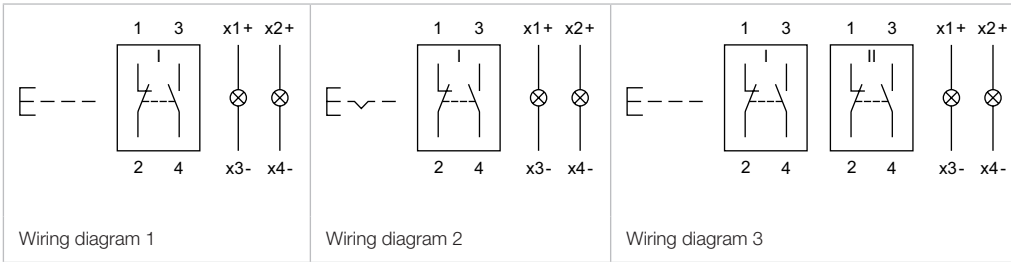 1 3 x1+ x2+
I
2 4 x3- x4-
Wiring diagram 1
1 3 x1+ x2+
I
2 4 x3- x4-
Wiring diagram 2
1 3 1 3 x1+ x2+
I II
2 4 2 4 x3- x4-
Wiring diagram 3